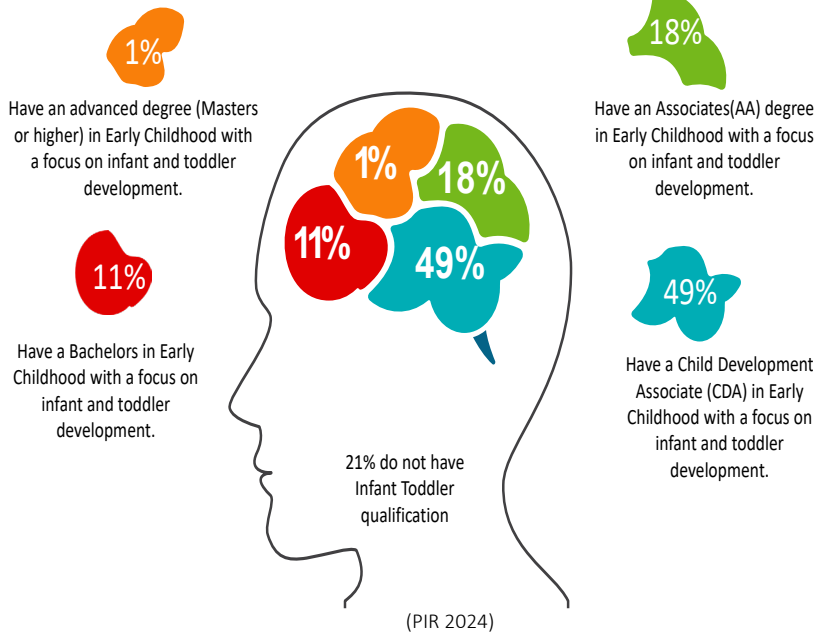 1%
Have an advanced degree (Masters
or higher) in Early Childhood with
a focus on infant and toddler
development.
11%
Have a Bachelors in Early
Childhood with a focus on
infant and toddler
development.
1%
18%
11%
49%
21% do not have
Infant Toddler
qualification
(PIR 2024)
18%
Have an Associates(AA) degree
in Early Childhood with a focus
on infant and toddler
development.
49%
Have a Child Development
Associate (CDA) in Early
Childhood with a focus on
infant and toddler
development.